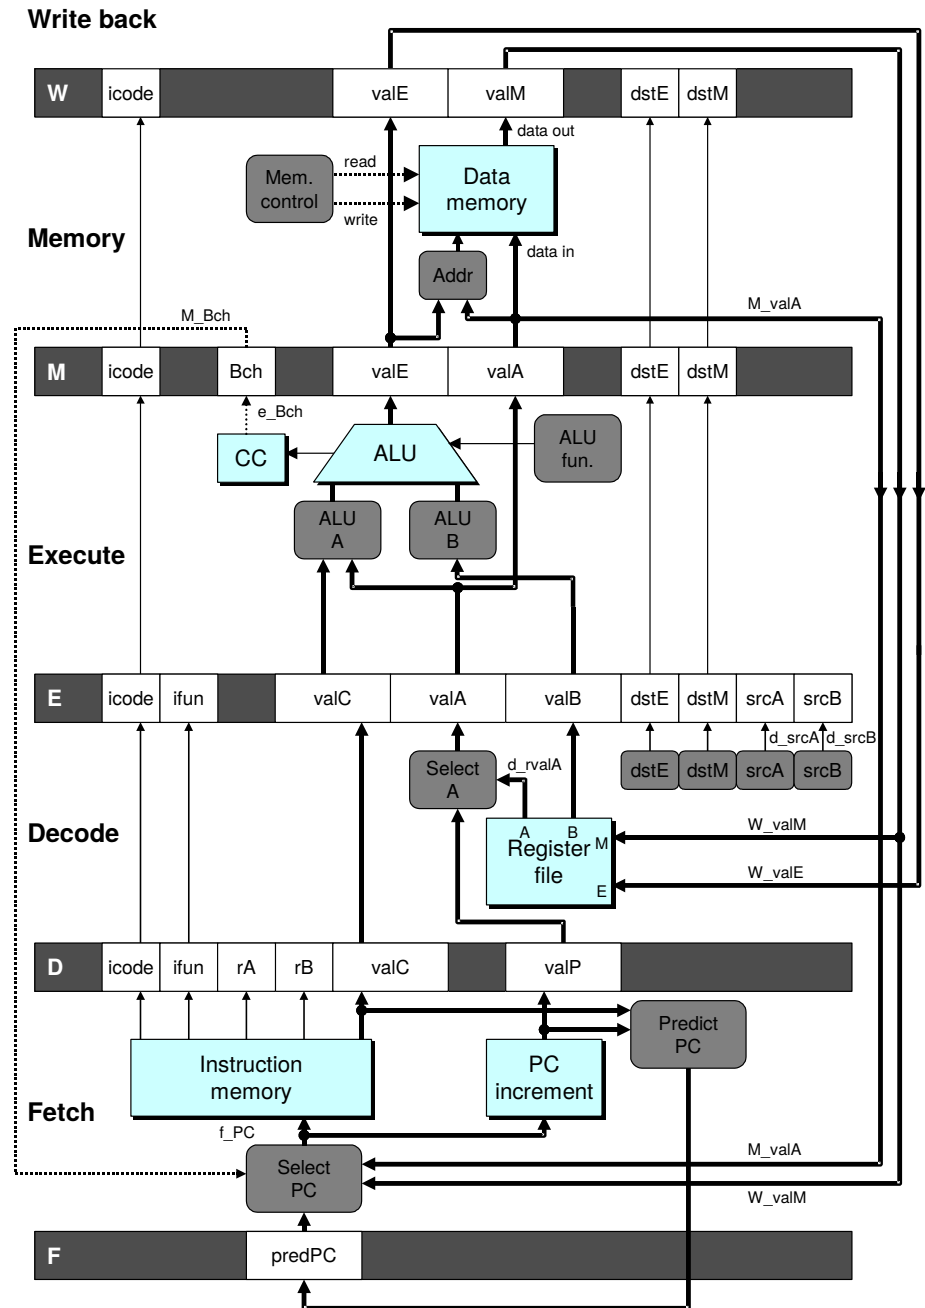 Write back
W icode valE valM dstE dstM
data out
read
Mem.
control
Data
memory
write
Memory
data in
Addr
M_Bch
M_valA
M icode Bch valE valA dstE dstM
e_Bch
CC
ALU
ALU
fun.
ALU
A
ALU
B
Execute
E icode ifun valC valA valB dstE dstM srcA srcB
d_srcA d_srcB
Select
A
d_rvalA
dstE dstM srcA srcB
Decode
A B
Register
file
M
E
W_valM
W_valE
D icode ifun rA rB valC valP
Predict
PC
Instruction
memory
PC
increment
Fetch
f_PC
Select
PC
M_valA
W_valM
F predPC